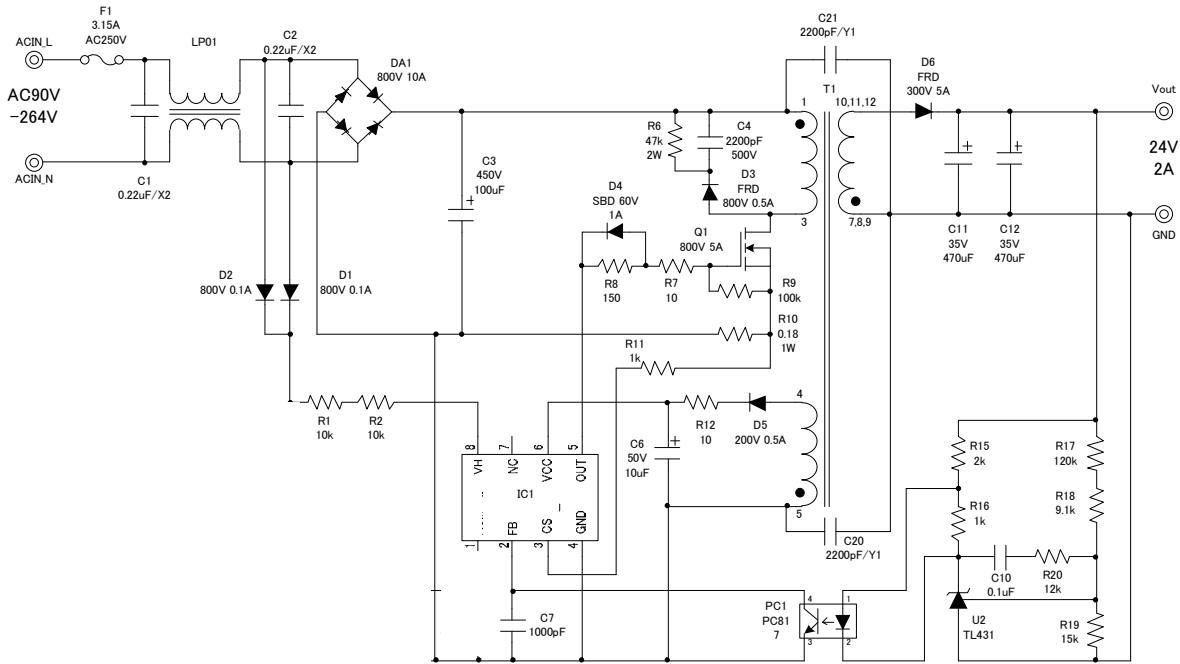 F1
3.15A
AC250V
ACIN_L
AC90V
-264V
ACIN_N
C1
0.22uF/X2
LP01
C2
0.22uF/X2
DA1
800V 10A
C3
450V
100uF
D2
800V 0.1A
D1
800V 0.1A
R1
10k
R2
10k
D4
SBD 60V
1A
R8
150
R7
10
R6
47k
2W
C4
2200pF
500V
D3
FRD
800V 0.5A
Q1
800V 5A
R9
100k
R10
0.18
1W
R11
1k
C21
2200pF/Y1
T1
1
10,11,12
3
7,8,9
4
5
D6
FRD
300V 5A
Vout
24V
2A
GND
C11
35V
470uF
C12
35V
470uF
C6
50V
10uF
R12
10
D5
200V 0.5A
8
7
6
5
VH
NC
VCC
OUT
IC1
FB
CS
GND
1
2
3
4
C7
1000pF
C20
2200pF/Y1
PC1
PC81
7
4
3
1
2
R15
2k
R16
1k
R17
120k
R18
9.1k
C10
0.1uF
R20
12k
U2
TL431
R19
15k